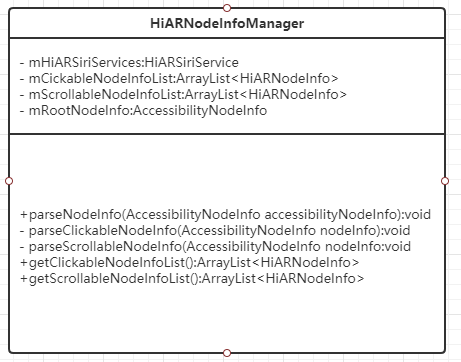 HiARNodeInfoManager
- mHiARSiriServices:HiARSiriService
- mCickableNodeInfoList:ArrayList<HiARNodeInfo>
- mScrollableNodeInfoList:ArrayList<HiARNodeInfo>
- mRootNodeInfo:AccessibilityNodeInfo
+parseNodeInfo(AccessibilityNodeInfo accessibilityNodeInfo):void
- parseClickableNodeInfo(AccessibilityNodeInfo nodeInfo):void
- parseScrollableNodeInfo(AccessibilityNodeInfo nodeInfo:void
+getClickableNodeInfoList():ArrayList<HiARNodeInfo>
+getScrollableNodeInfoList():ArrayList<HiARNodeInfo>